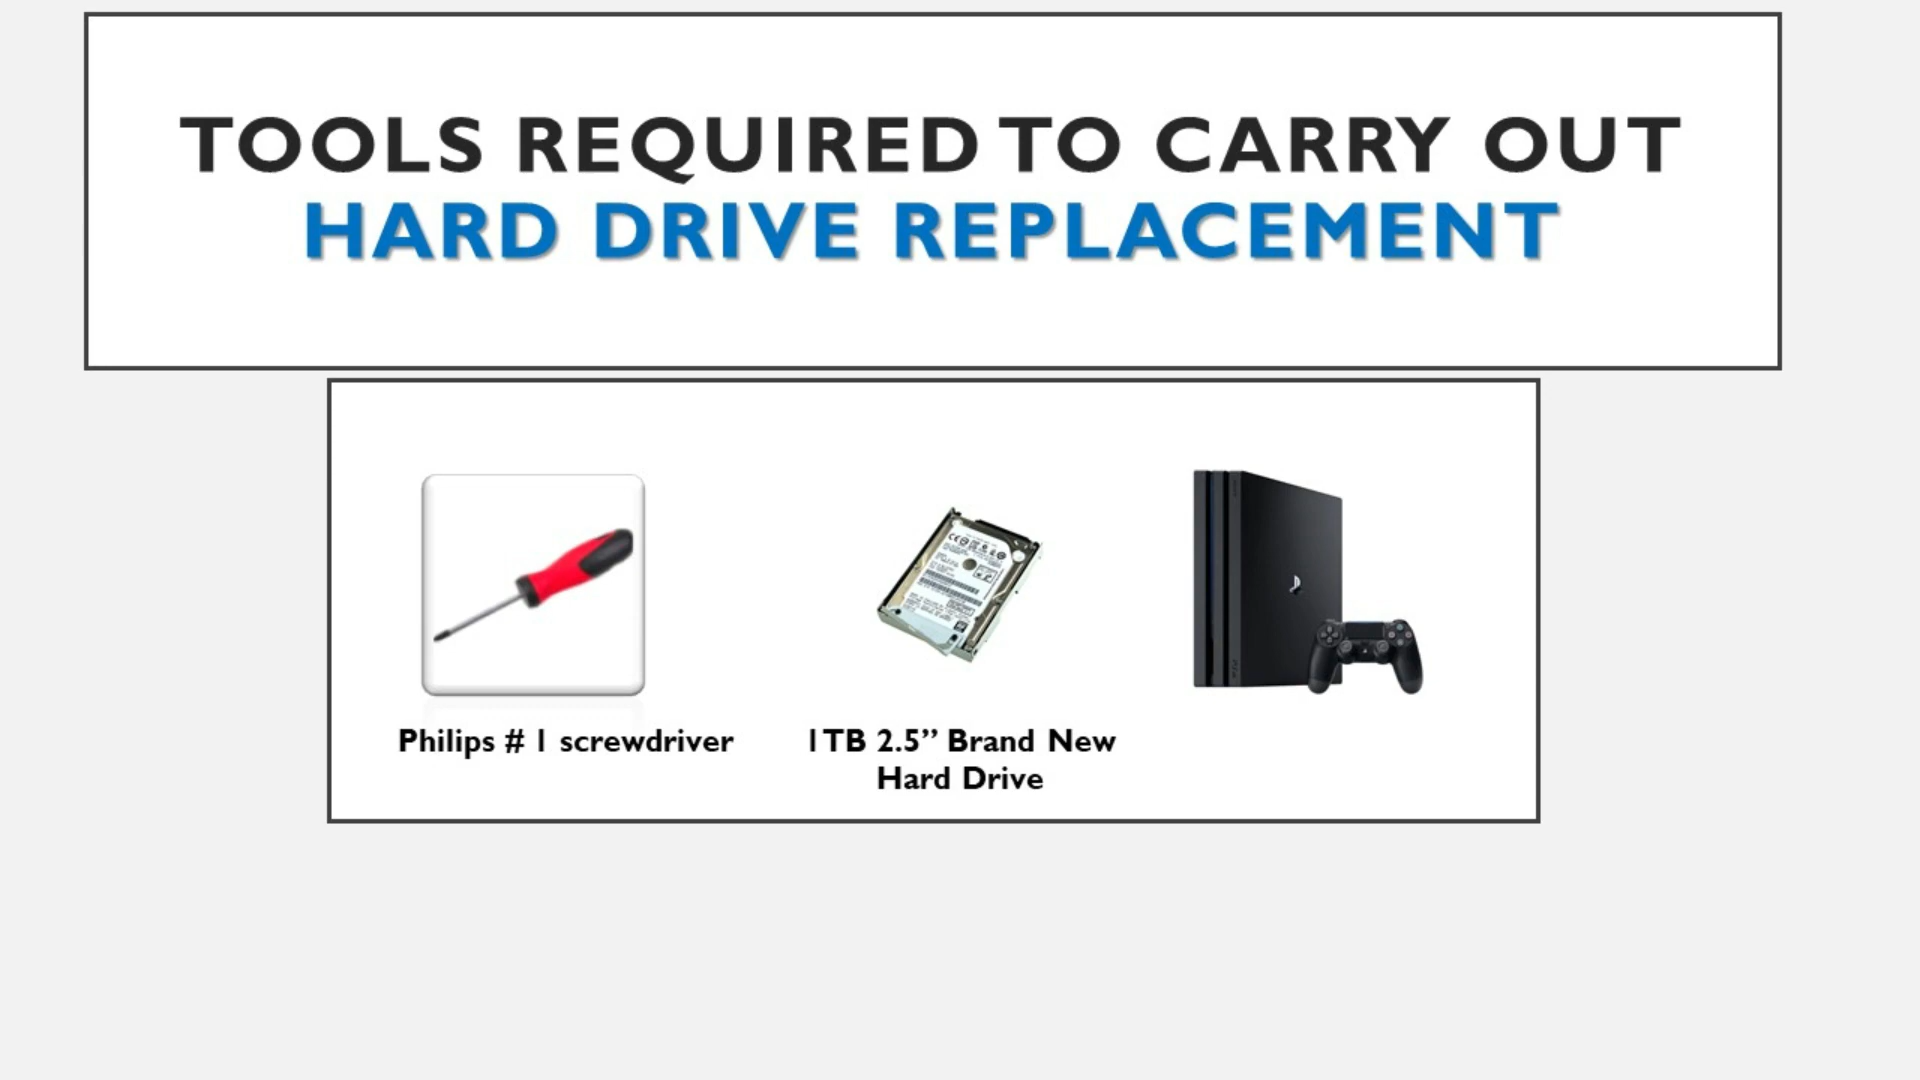 TOOLS REQUIRED TO CARRY OUT
HARD DRIVE REPLACEMENT
Philips # 1 screwdriver
1TB 2.5” Brand New
Hard Drive